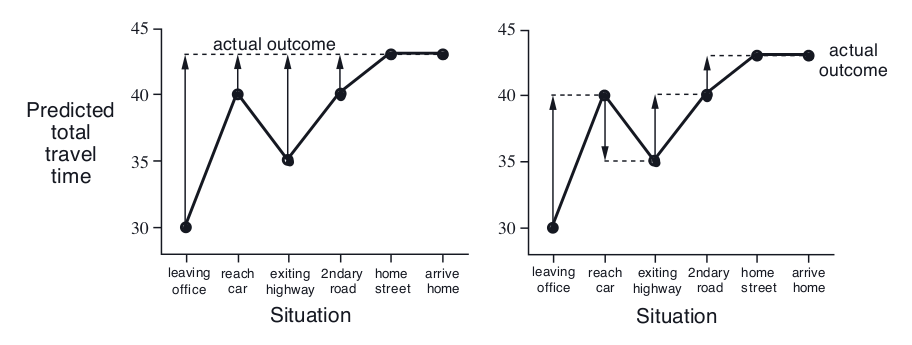 45
40
35
30
Predicted
total
travel
time
actual outcome
leaving
office
reach
car
exiting
highway
2ndary
road
home
street
arrive
home
Situation
45
40
35
30
actual
outcome
leaving
office
reach
car
exiting
highway
2ndary
road
home
street
arrive
home
Situation